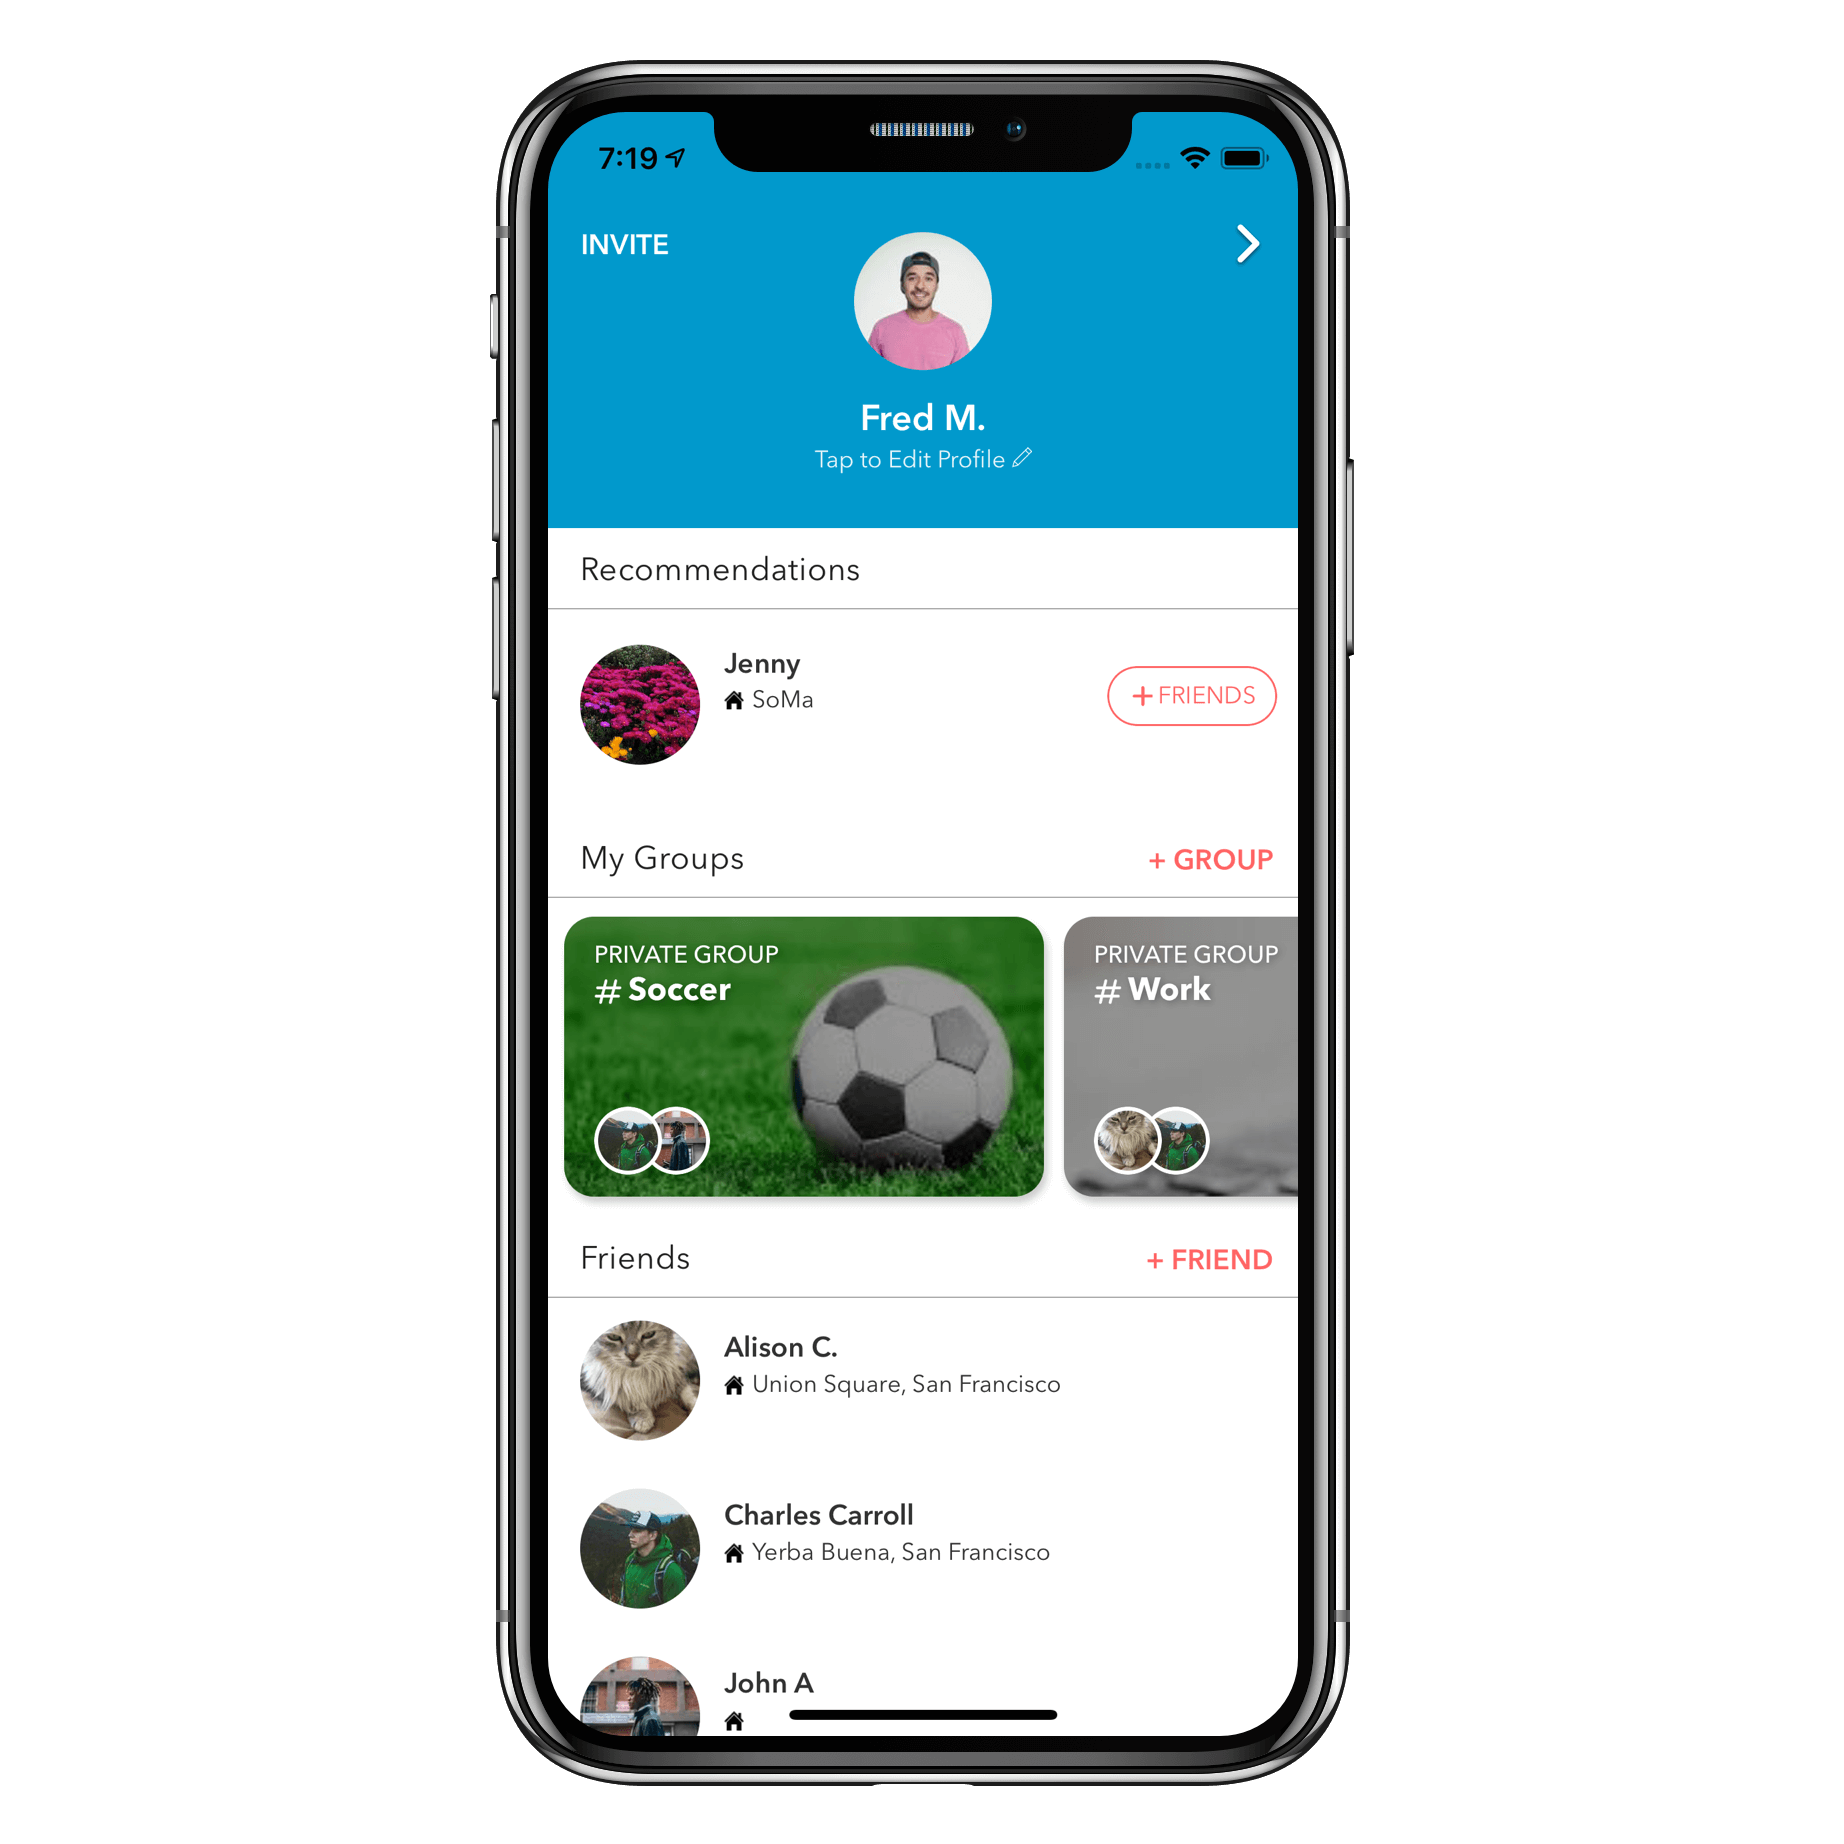 7:19
INVITE
Fred M.
Tap to Edit Profile
Recommendations
Jenny
SoMa
+ FRIENDS
My Groups
+ GROUP
PRIVATE GROUP
# Soccer
PRIVATE GROUP
# Work
Friends
+ FRIEND
Alison C.
Union Square, San Francisco
Charles Carroll
Yerba Buena, San Francisco
John A